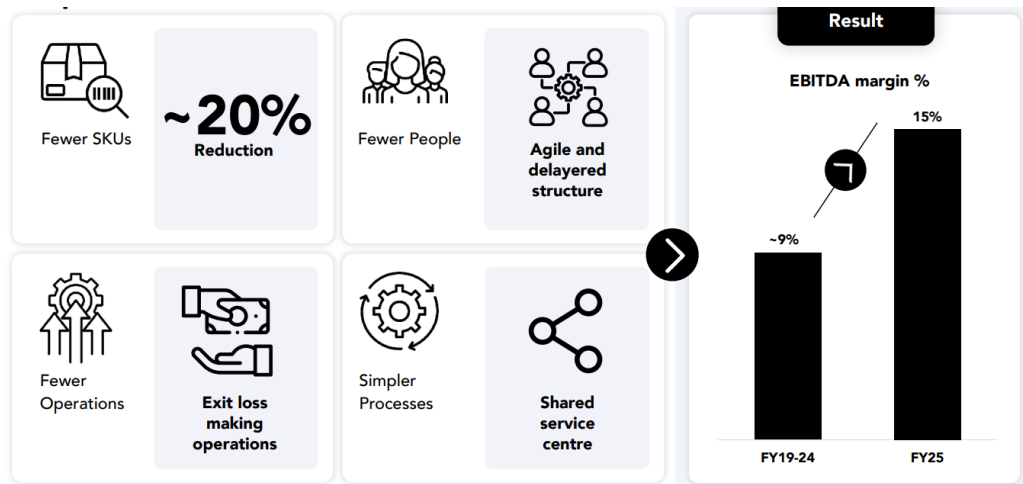 Fewer SKUs
~20%
Reduction
Fewer People
Agile and
delayered
structure
Fewer
Operations
Exit loss
making
operations
Simpler
Processes
Shared
service
centre
Result
EBITDA margin %
15%
~9%
FY19-24
FY25